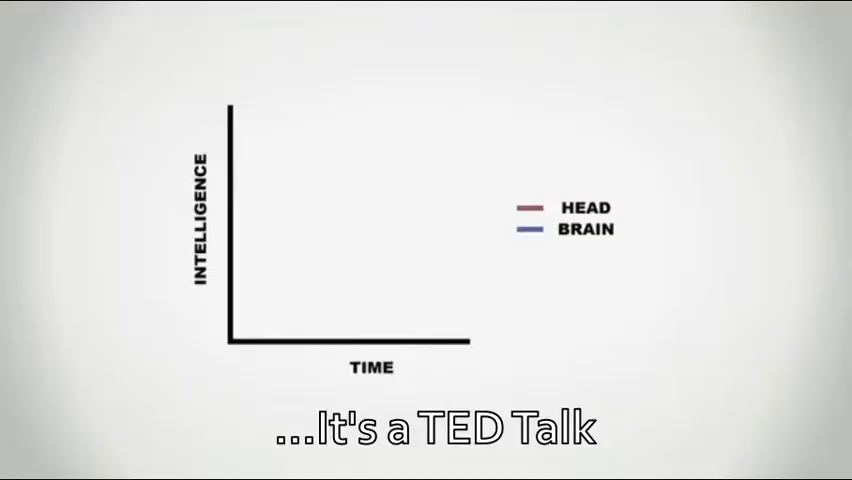 INTELLIGENCE
HEAD
BRAIN
TIME
...It's a TED Talk